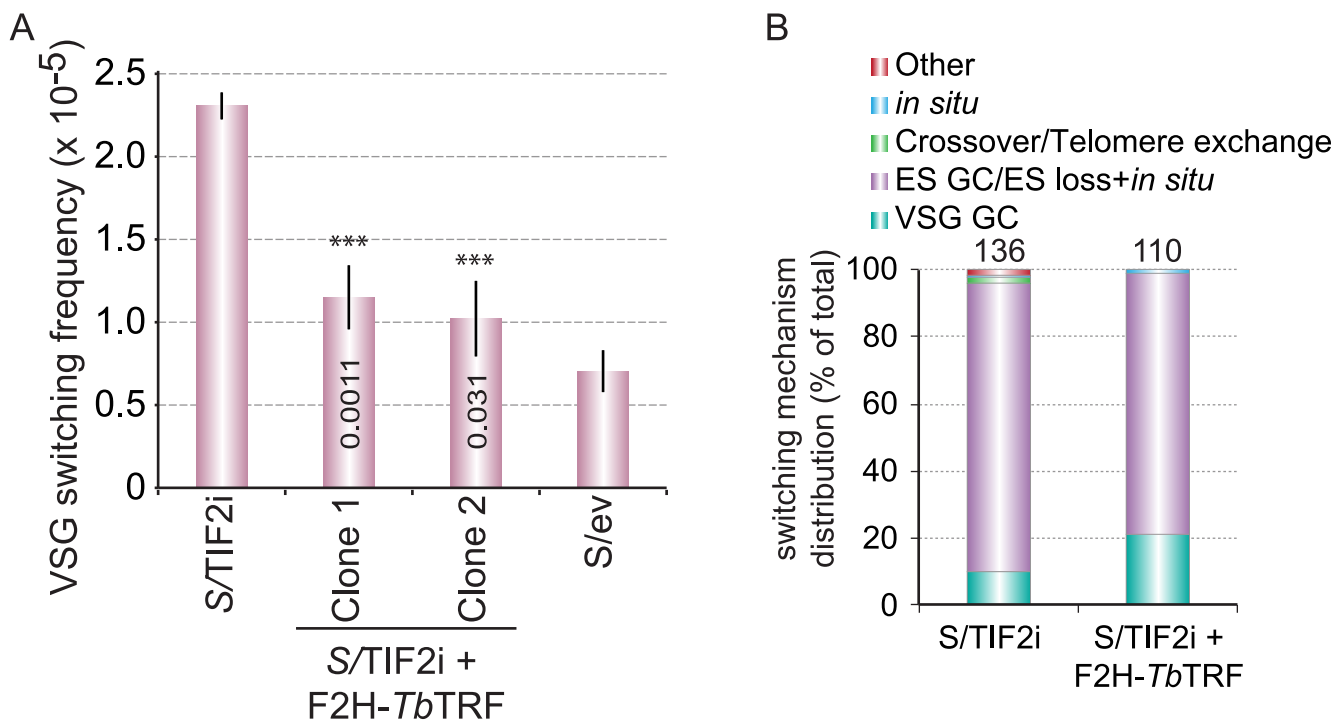 A
VSG switching frequency (x 10-5)
2.5
2.0
1.5
1.0
0.5
0
***
***
0.0011
0.031
S/TIF2i
Clone 1
Clone 2
S/ev
S/TIF2i +
F2H-TbTRF
B
Other
in situ
Crossover/Telomere exchange
ES GC/ES loss+in situ
VSG GC
switching mechanism
distribution (% of total)
136
110
100
80
60
40
20
0
S/TIF2i
S/TIF2i +
F2H-TbTRF